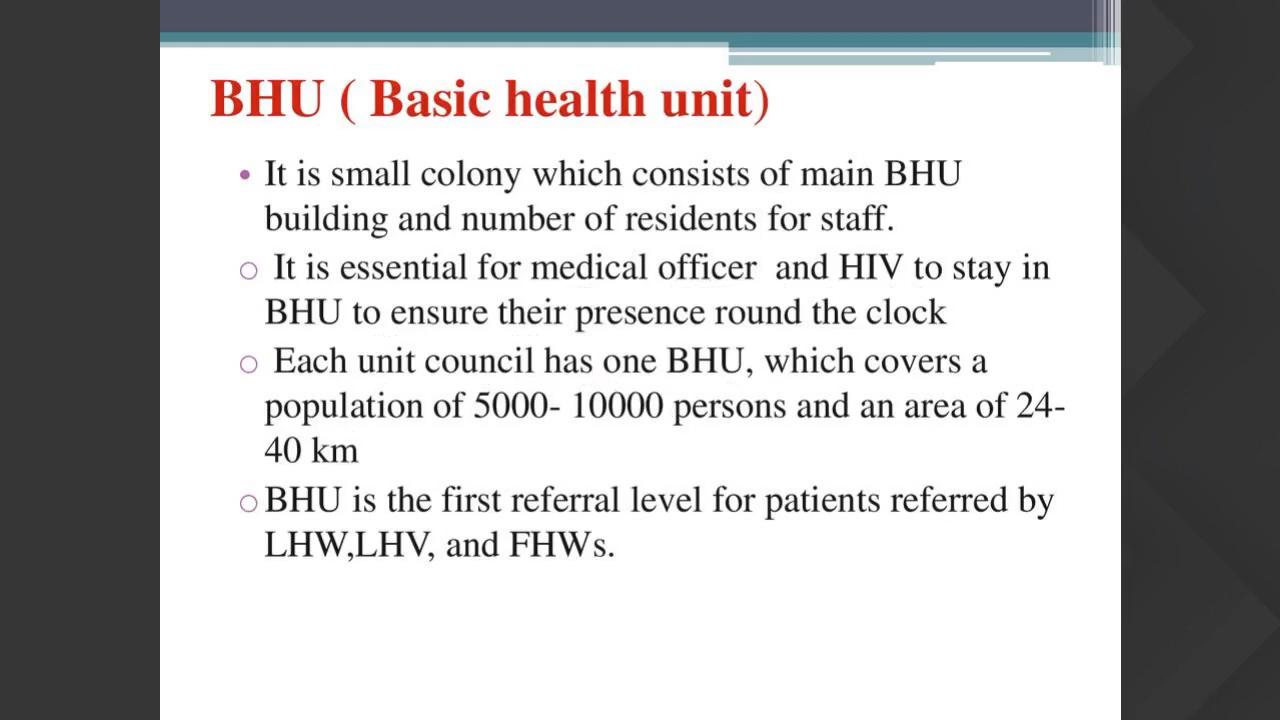 BHU ( Basic health unit)
• It is small colony which consists of main BHU
building and number of residents for staff.
○ It is essential for medical officer and HIV to stay in
BHU to ensure their presence round the clock
○ Each unit council has one BHU, which covers a
population of 5000- 10000 persons and an area of 24-
40 km
○ BHU is the first referral level for patients referred by
LHW,LHV, and FHWs.